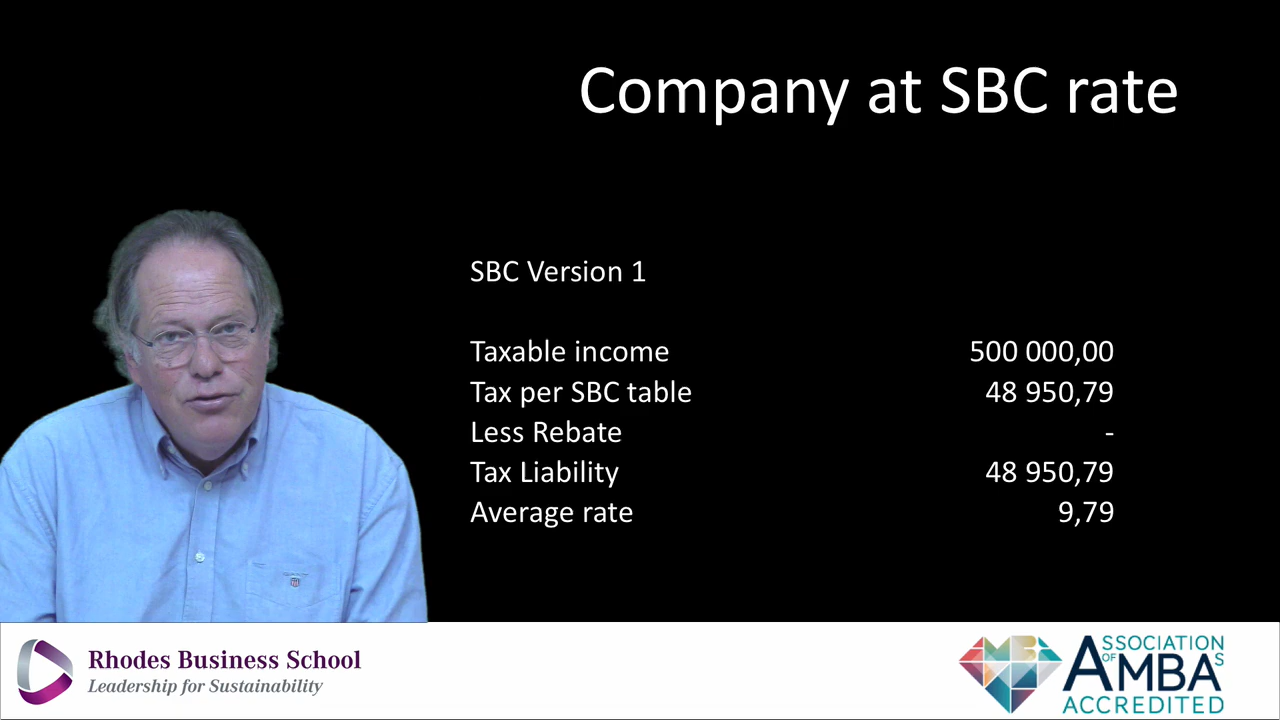 Company at SBC rate
SBC Version 1
Taxable income 500 000,00
Tax per SBC table 48 950,79
Less Rebate -
Tax Liability 48 950,79
Average rate 9,79
Rhodes Business School
Leadership for Sustainability
ASSOCIATION
OF
AMBAS
ACCREDITED